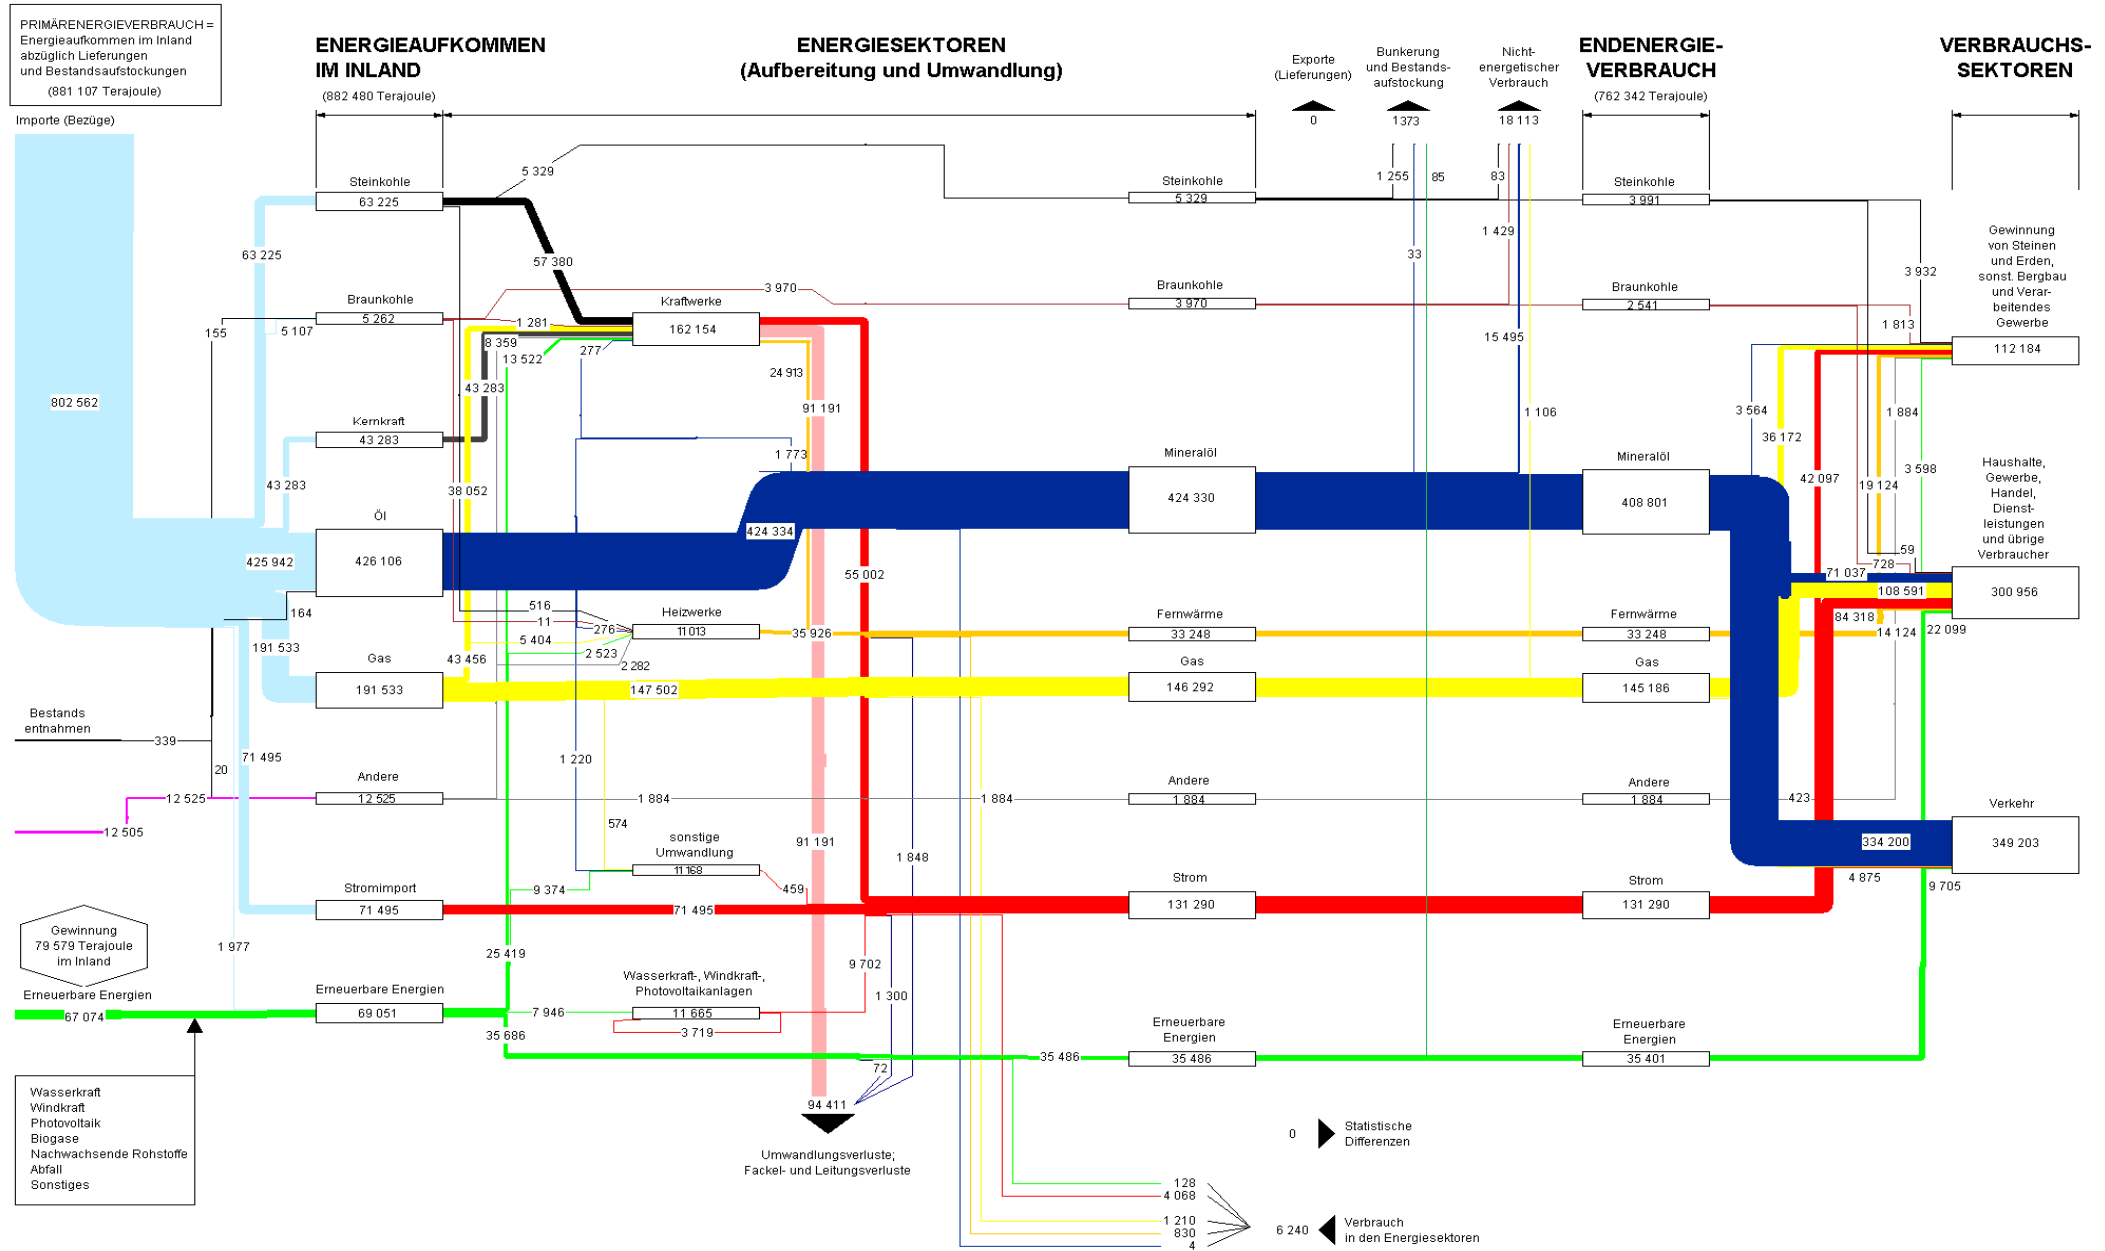 PRIMÄRENERGIEVERBRAUCH =
Energieaufkommen im Inland
abzüglich Lieferungen
und Bestandsaufstockungen
(881 107 Terajoule)
Importe (Bezüge)
ENERGIEAUFKOMMEN
IM INLAND
(882 480 Terajoule)
ENERGIESEKTOREN
(Aufbereitung und Umwandlung)
Exporte
(Lieferungen)
0
Bunkerung
und Bestands-
aufstockung
1 373
Nicht-
energetischer
Verbrauch
18 113
ENDENERGIE-
VERBRAUCH
(762 342 Terajoule)
VERBRAUCHS-
SEKTOREN
802 562
63 225
155
5 107
43 283
425 942
164
191 533
Bestands
entnahmen
339
20
71 495
12 525
12 505
1 977
Gewinnung
79 579 Terajoule
im Inland
Erneuerbare Energien
67 074
Wasserkraft
Windkraft
Photovoltaik
Biogase
Nachwachsende Rohstoffe
Abfall
Sonstiges
Steinkohle
63 225
Braunkohle
5 262
Kernkraft
43 283
Öl
426 106
Gas
191 533
Andere
12 525
Stromimport
71 495
Erneuerbare Energien
69 051
5 329
57 380
3 970
1 281
8 359
13 522
277
43 283
38 052
43 456
516
11
276
5 404
2 523
2 282
147 502
1 220
574
1 884
9 374
71 495
25 419
7 946
35 686
3 719
Kraftwerke
162 154
Heizwerke
11 013
sonstige
Umwandlung
11 168
Wasserkraft-, Windkraft-,
Photovoltaikanlagen
11 665
24 913
91 191
1 773
424 334
55 002
35 926
91 191
1 848
1 884
459
9 702
1 300
72
35 486
94 411
Umwandlungsverluste;
Fackel- und Leitungsverluste
Steinkohle
5 329
Braunkohle
3 970
Mineralöl
424 330
Fernwärme
33 248
Gas
146 292
Andere
1 884
Strom
131 290
Erneuerbare
Energien
35 486
1 255
85
83
33
1 429
15 495
1 106
Steinkohle
3 991
Braunkohle
2 541
Mineralöl
408 801
Fernwärme
33 248
Gas
145 186
Andere
1 884
Strom
131 290
Erneuerbare
Energien
35 401
3 932
1 813
3 564
36 172
42 097
19 124
1 884
3 598
59
728
71 037
108 591
84 318
14 124
22 099
423
334 200
4 875
9 705
Gewinnung
von Steinen
und Erden,
sonst. Bergbau
und Verar-
beitendes
Gewerbe
112 184
Haushalte,
Gewerbe,
Handel,
Dienst-
leistungen
und übrige
Verbraucher
300 956
Verkehr
349 203
0
Statistische
Differenzen
128
4 068
1 210
830
4
6 240
Verbrauch
in den Energiesektoren